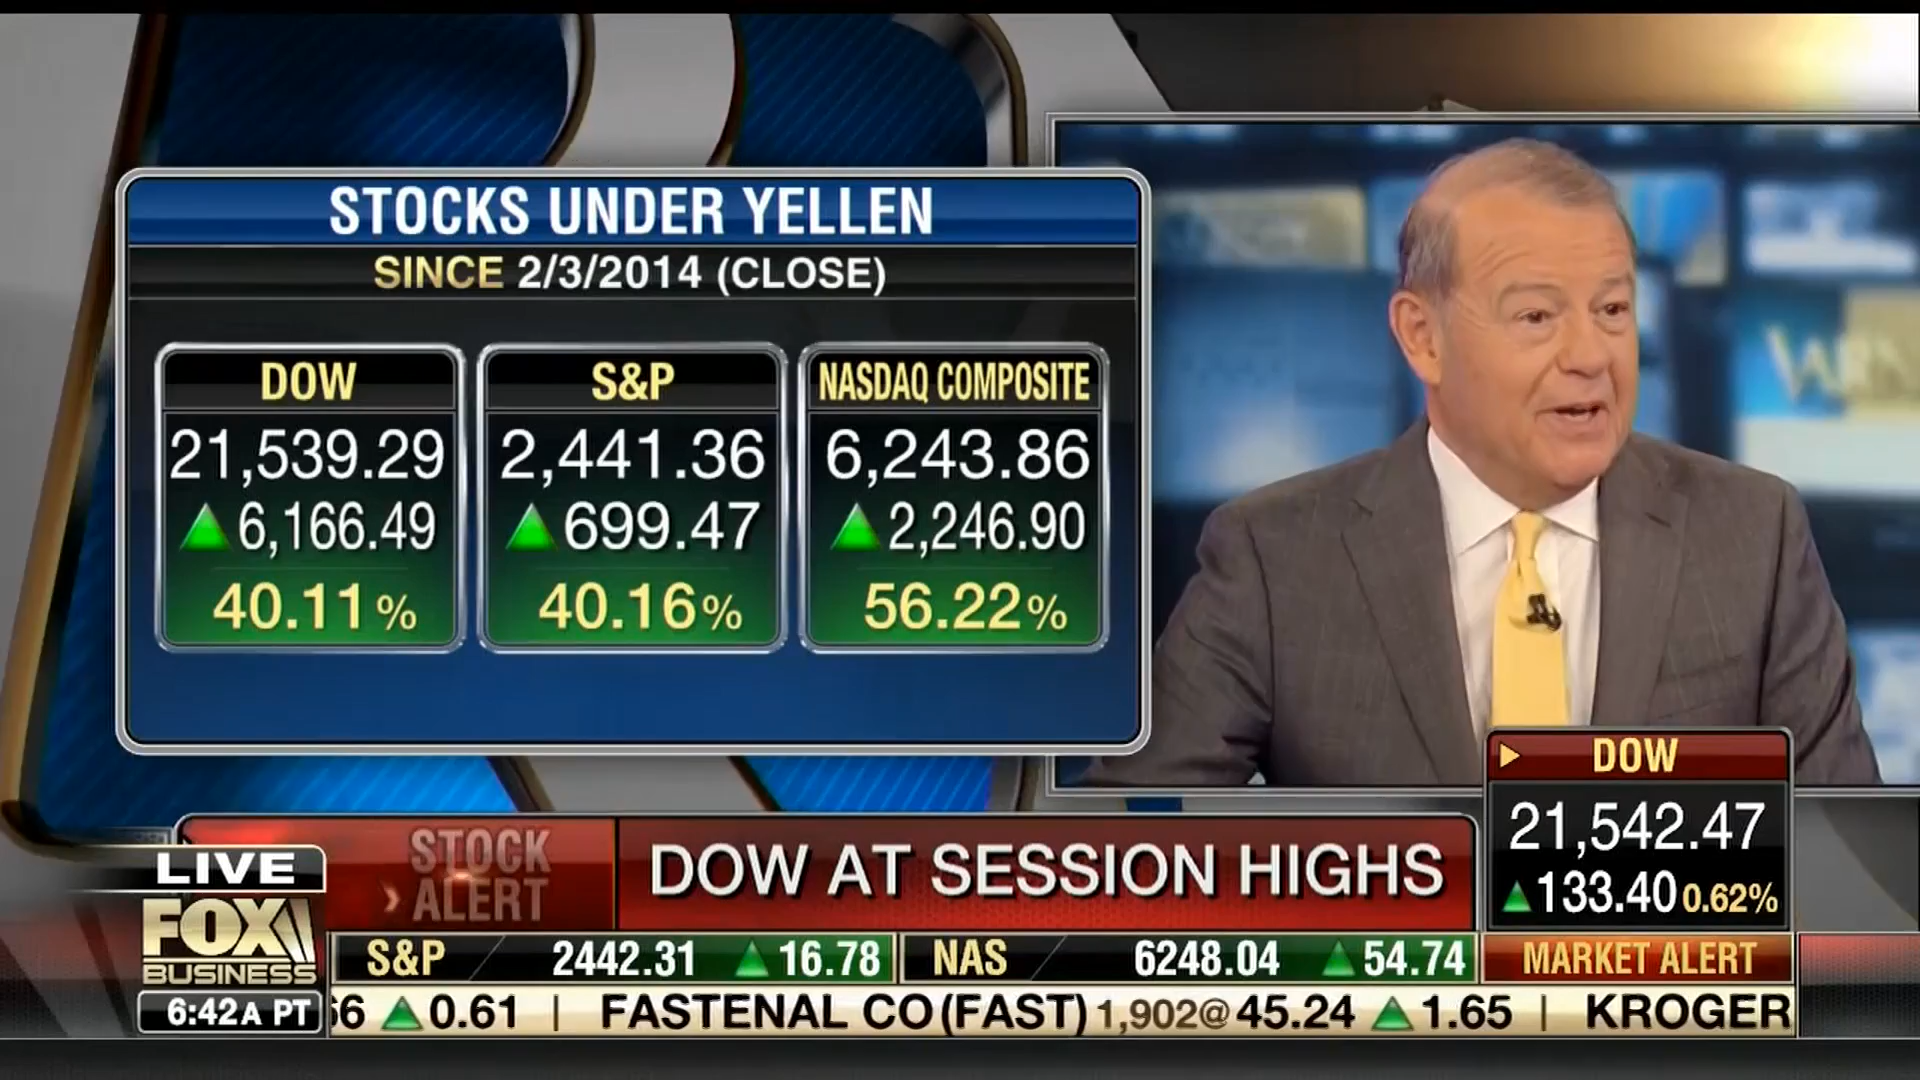 STOCKS UNDER YELLEN
SINCE 2/3/2014 (CLOSE)
DOW
21,539.29
▲6,166.49
40.11%
S&P
2,441.36
▲699.47
40.16%
NASDAQ COMPOSITE
6,243.86
▲2,246.90
56.22%
DOW
21,542.47
▲133.40 0.62%
STOCK
ALERT
DOW AT SESSION HIGHS
LIVE
FOX
BUSINESS
6:42A PT
S&P 2442.31 ▲16.78
NAS 6248.04 ▲54.74
MARKET ALERT
▲0.61 | FASTENAL CO (FAST) 1,902@45.24 ▲1.65 | KROGER